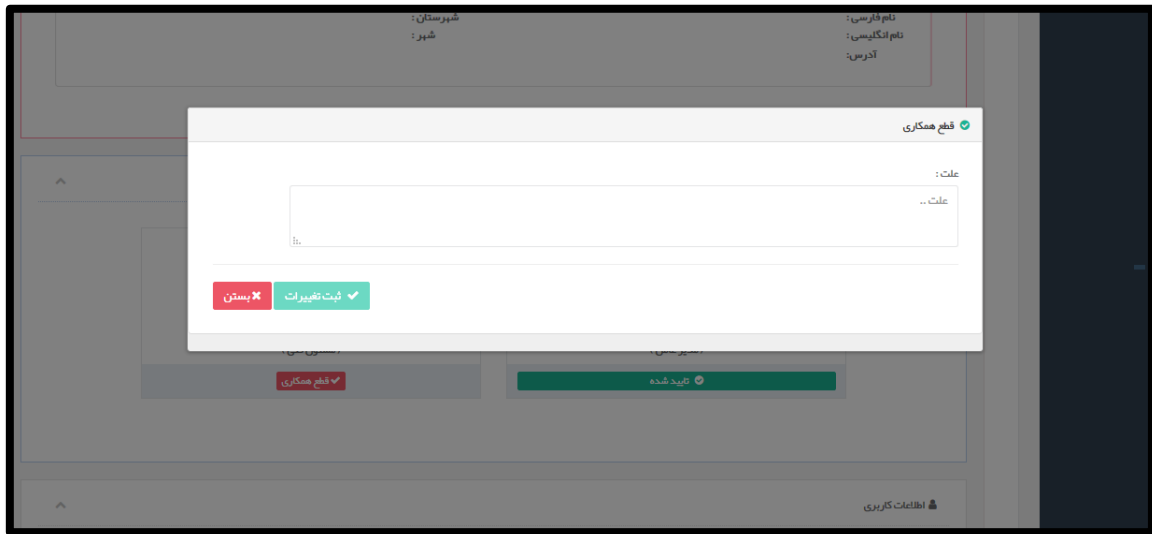 نام فارسی :
شهرستان :
نام انگلیسی :
شهر :
آدرس:
قطع همکاری
علت :
علت ..
ثبت تغییرات
بستن
تایید شده
قطع همکاری
اطلاعات کاربری